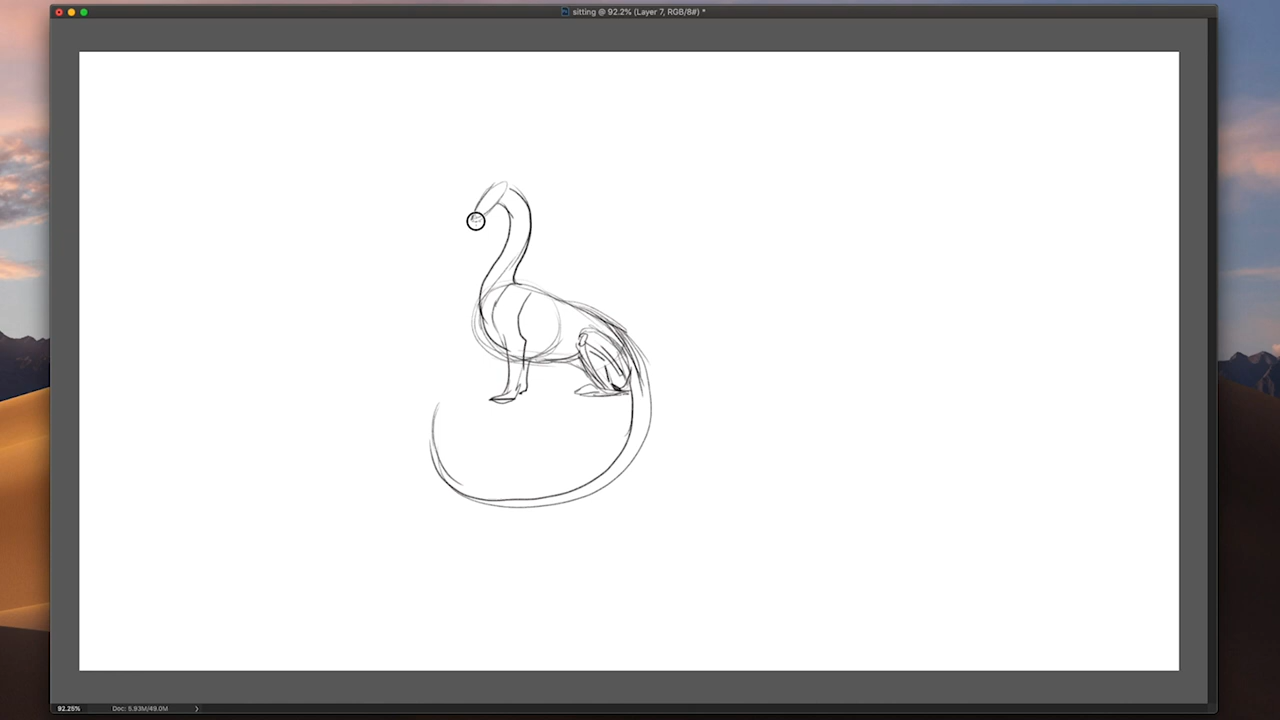 sitting @ 92.2% (Layer 7, RGB/8#) *
92.25%
Doc: 5.93M/49.0M